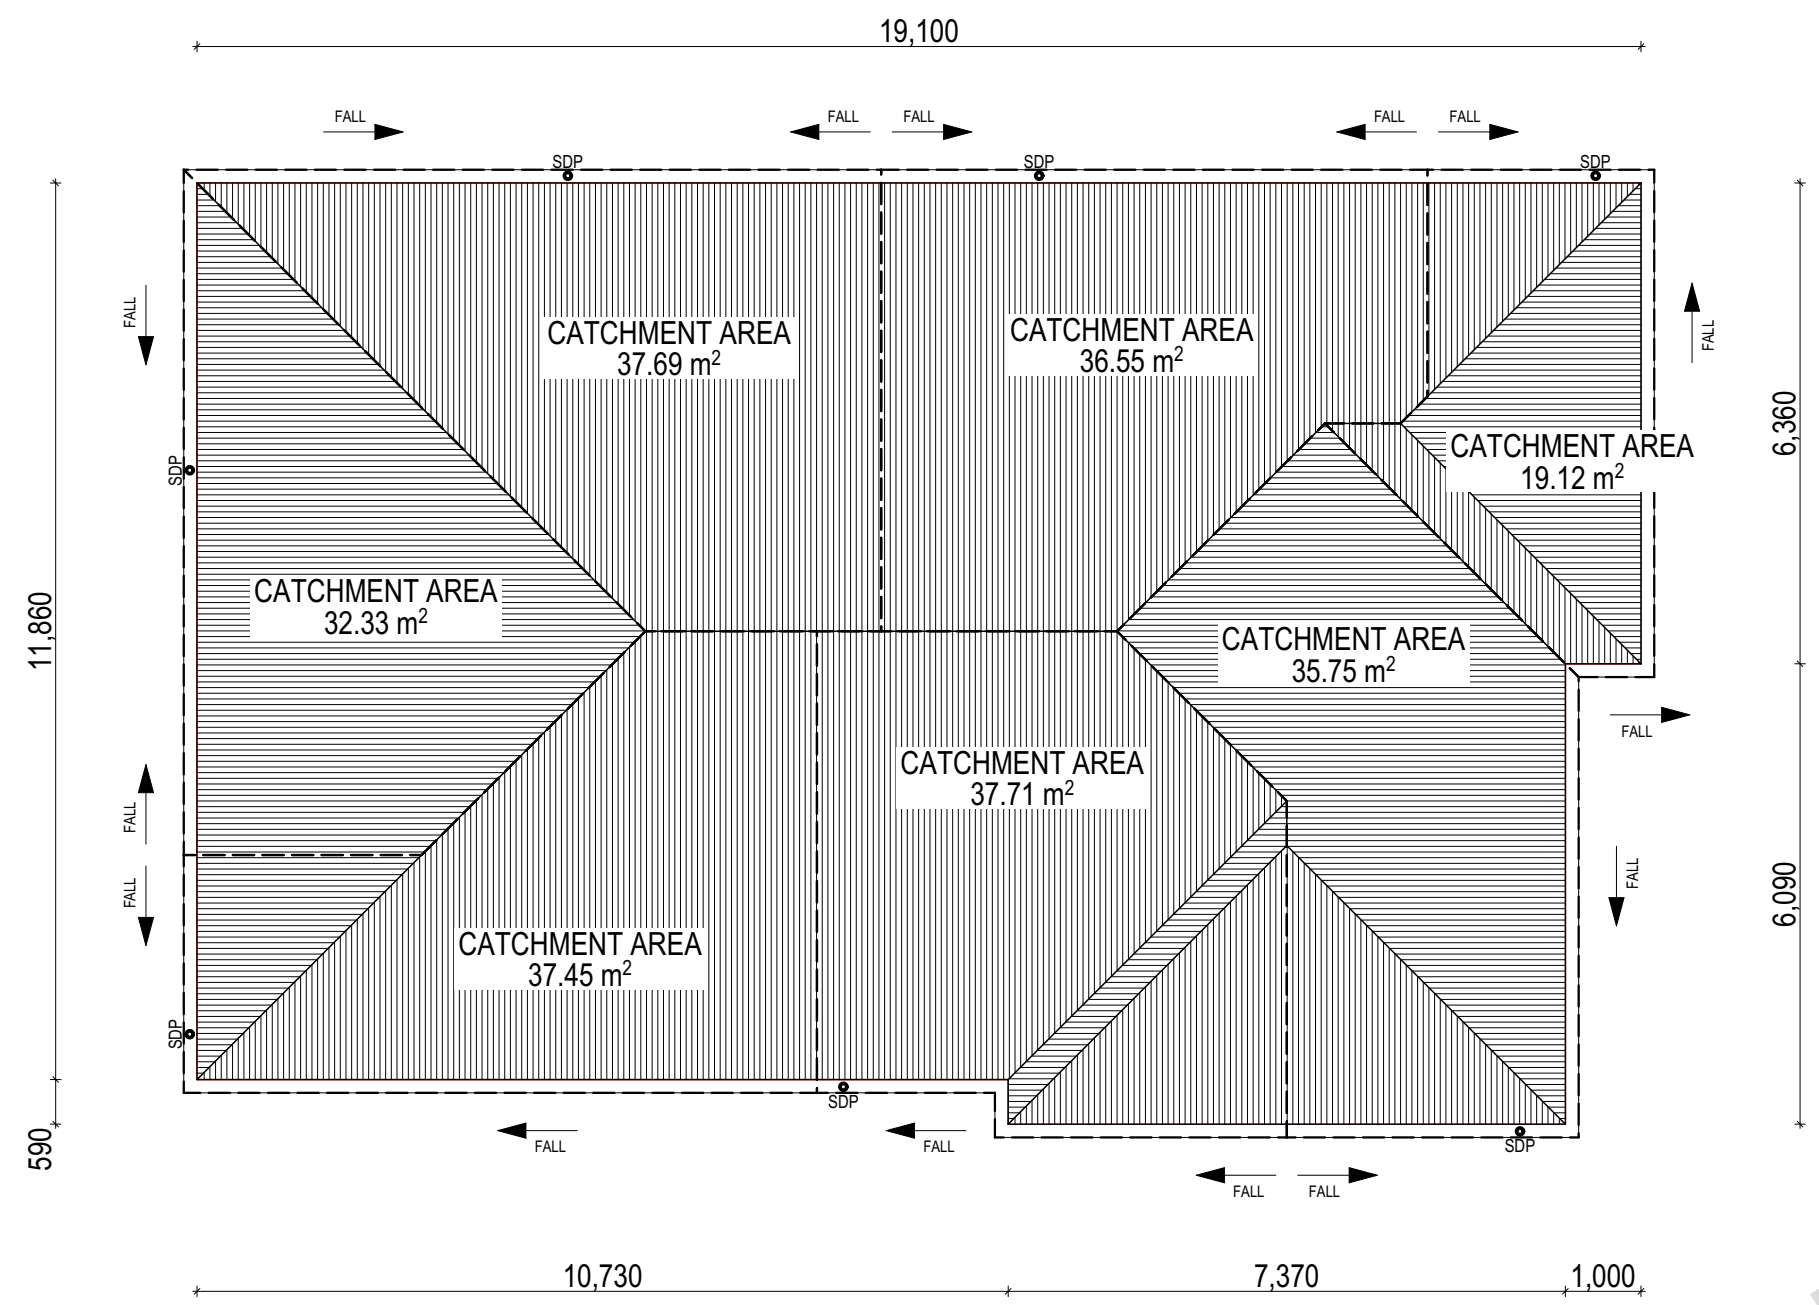 19,100
FALL
FALL
FALL
FALL
FALL
SDP
SDP
SDP
FALL
FALL
CATCHMENT AREA
37.69 m²
CATCHMENT AREA
36.55 m²
6,360
CATCHMENT AREA
19.12 m²
SDP
11,860
CATCHMENT AREA
32.33 m²
CATCHMENT AREA
35.75 m²
FALL
CATCHMENT AREA
37.71 m²
FALL
FALL
FALL
6,090
CATCHMENT AREA
37.45 m²
SDP
SDP
590
FALL
FALL
SDP
FALL
FALL
10,730
7,370
1,000